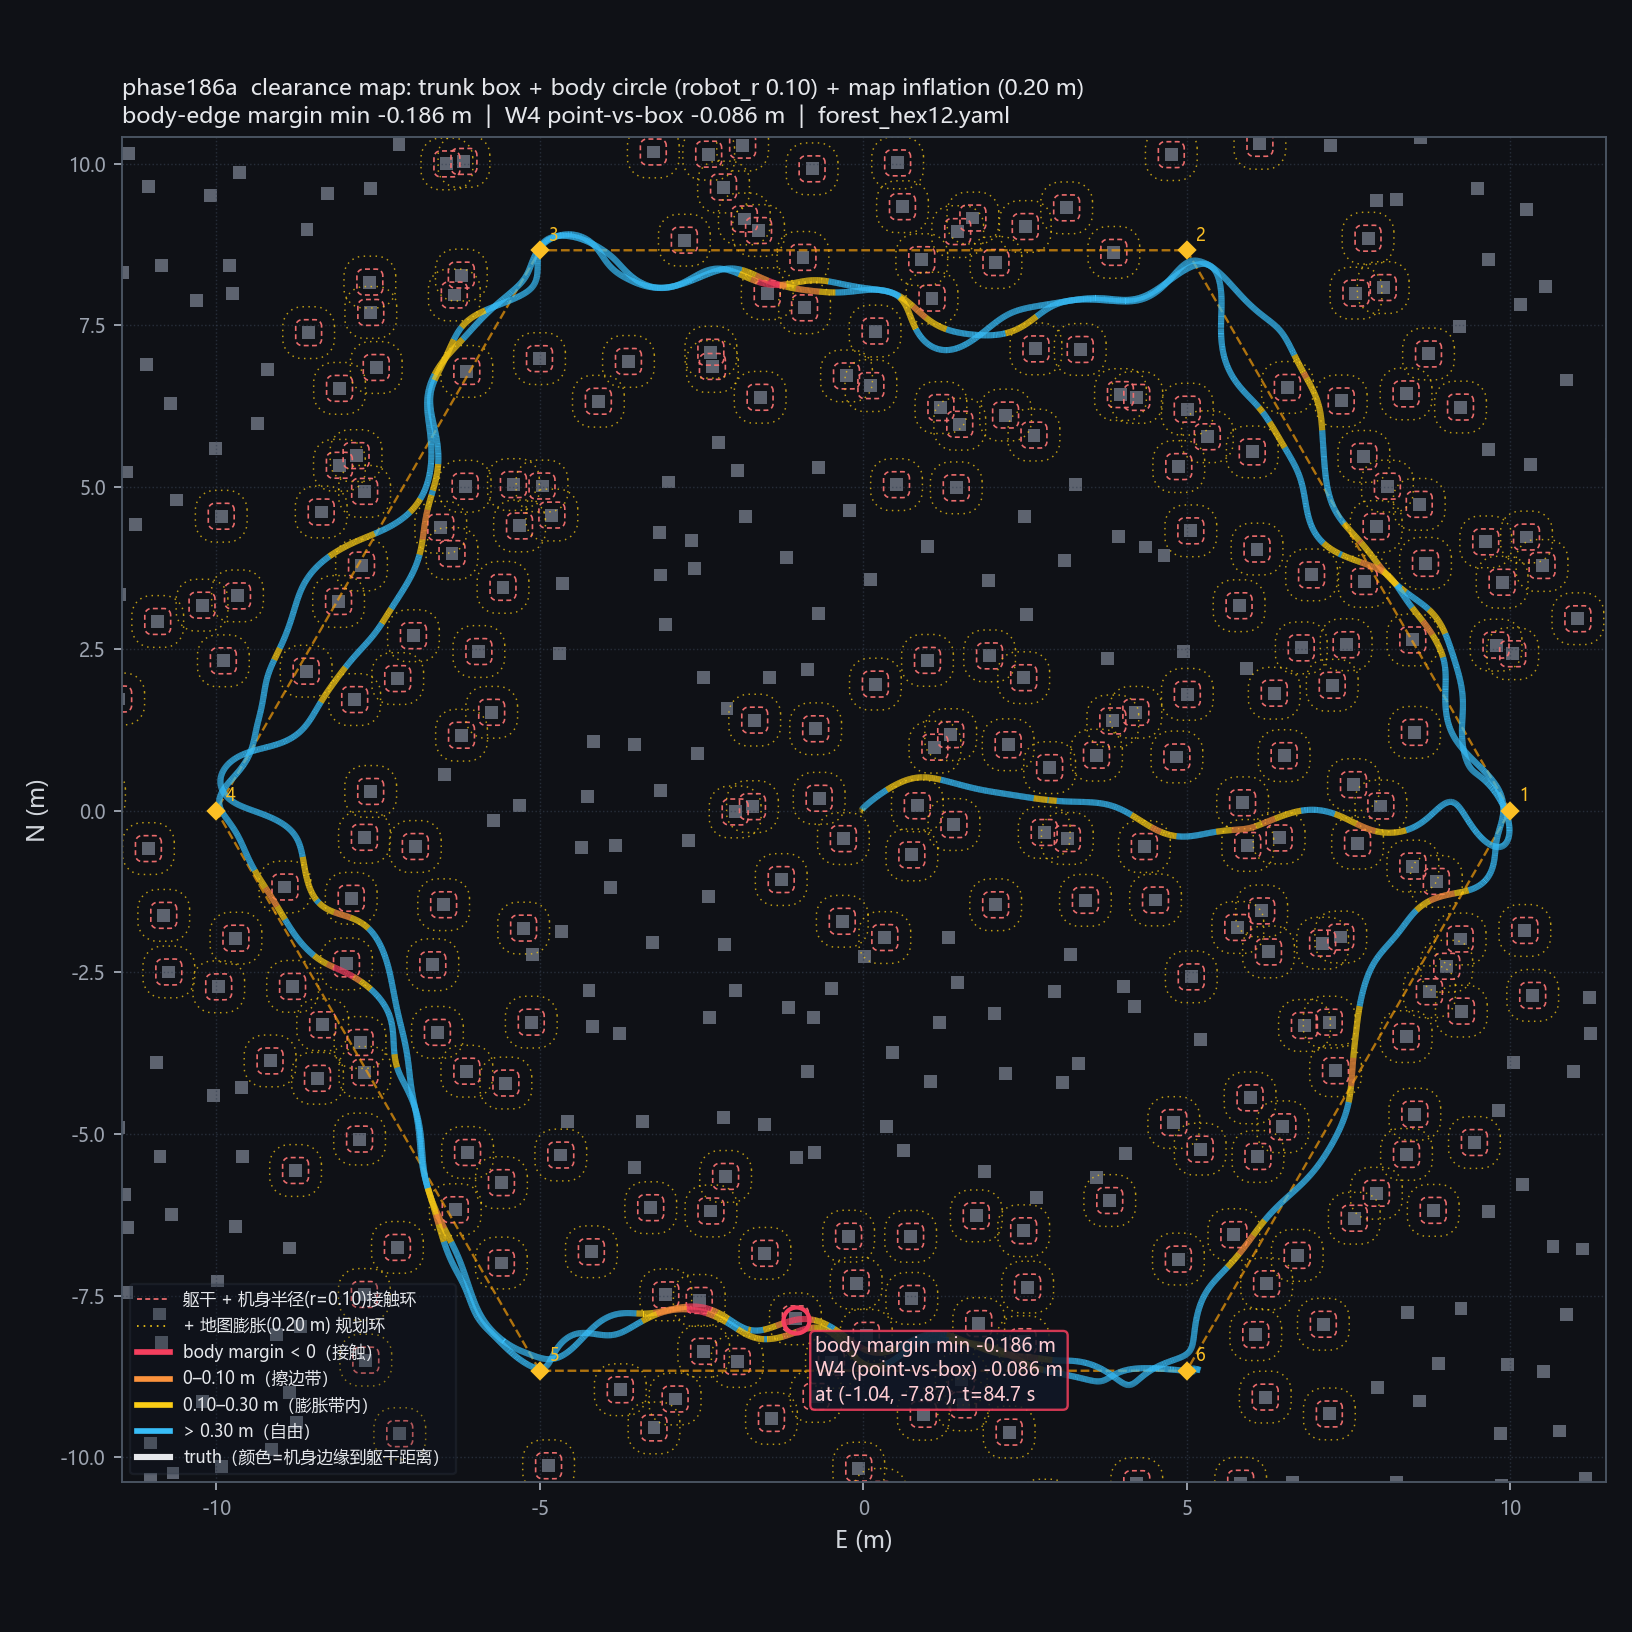 phase186a  clearance map: trunk box + body circle (robot_r 0.10) + map inflation (0.20 m)
body-edge margin min -0.186 m  |  W4 point-vs-box -0.086 m  |  forest_hex12.yaml
10.0
7.5
5.0
2.5
0.0
-2.5
-5.0
-7.5
-10.0
N (m)
3
2
4
1
5
6
body margin min -0.186 m
W4 (point-vs-box) -0.086 m
at (-1.04, -7.87), t=84.7 s
躯干 + 机身半径(r=0.10)接触环
+ 地图膨胀(0.20 m) 规划环
body margin < 0（接触）
0–0.10 m（擦边带）
0.10–0.30 m（膨胀带内）
> 0.30 m（自由）
truth（颜色=机身边缘到躯干距离）
-10
-5
0
5
10
E (m)